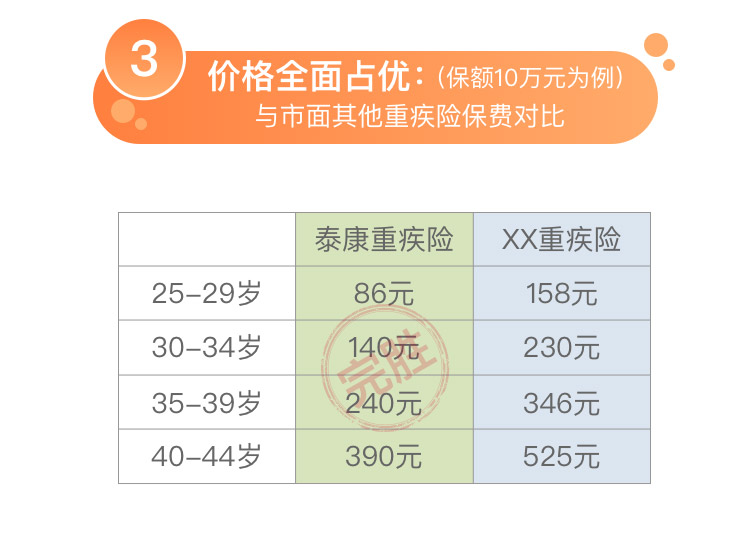 3
价格全面占优：（保额10万元为例）
与市面其他重疾险保费对比
泰康重疾险 XX重疾险
25-29岁 86元 158元
30-34岁 140元 230元
35-39岁 240元 346元
40-44岁 390元 525元
完胜